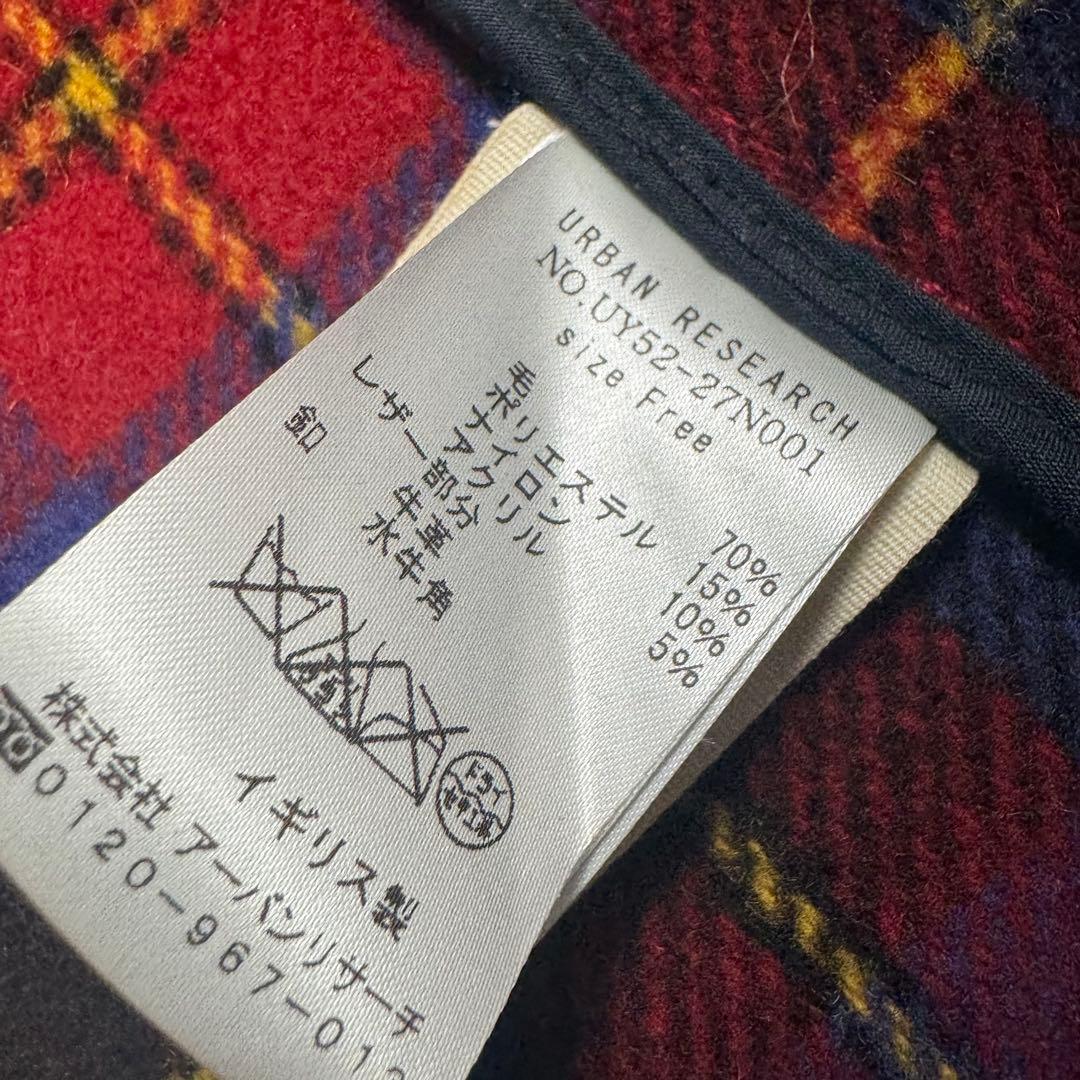 URBAN RESEARCH
NO.UY52-27N001
size Free
毛 70%
ポリエステル 15%
ナイロン 10%
アクリル 5%
レザー部分
牛革
釦 水牛角
イギリス製
株式会社 アーバンリサーチ
0120-967-01